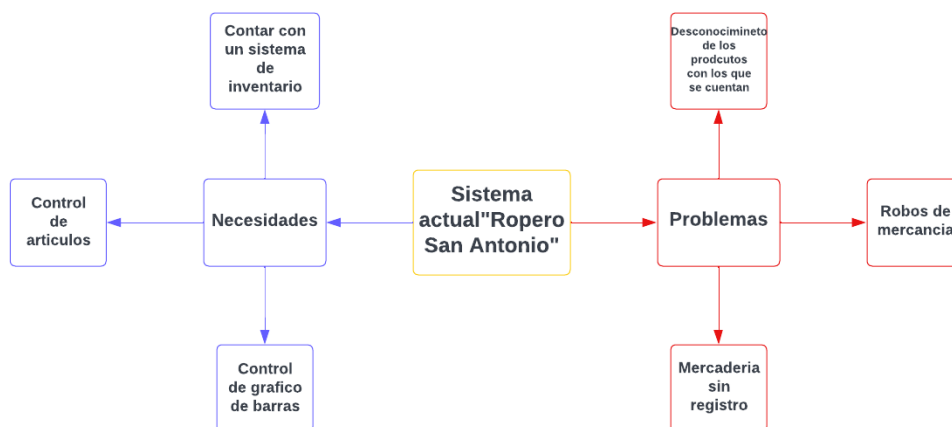 Contar con
un sistema
de
inventario
Desconocimineto
de los
prodcutos
con los que
se cuentan
Control
de
articulos
Necesidades
Sistema
actual"Ropero
San Antonio"
Problemas
Robos de
mercancia
Control
de grafico
de barras
Mercaderia
sin
registro